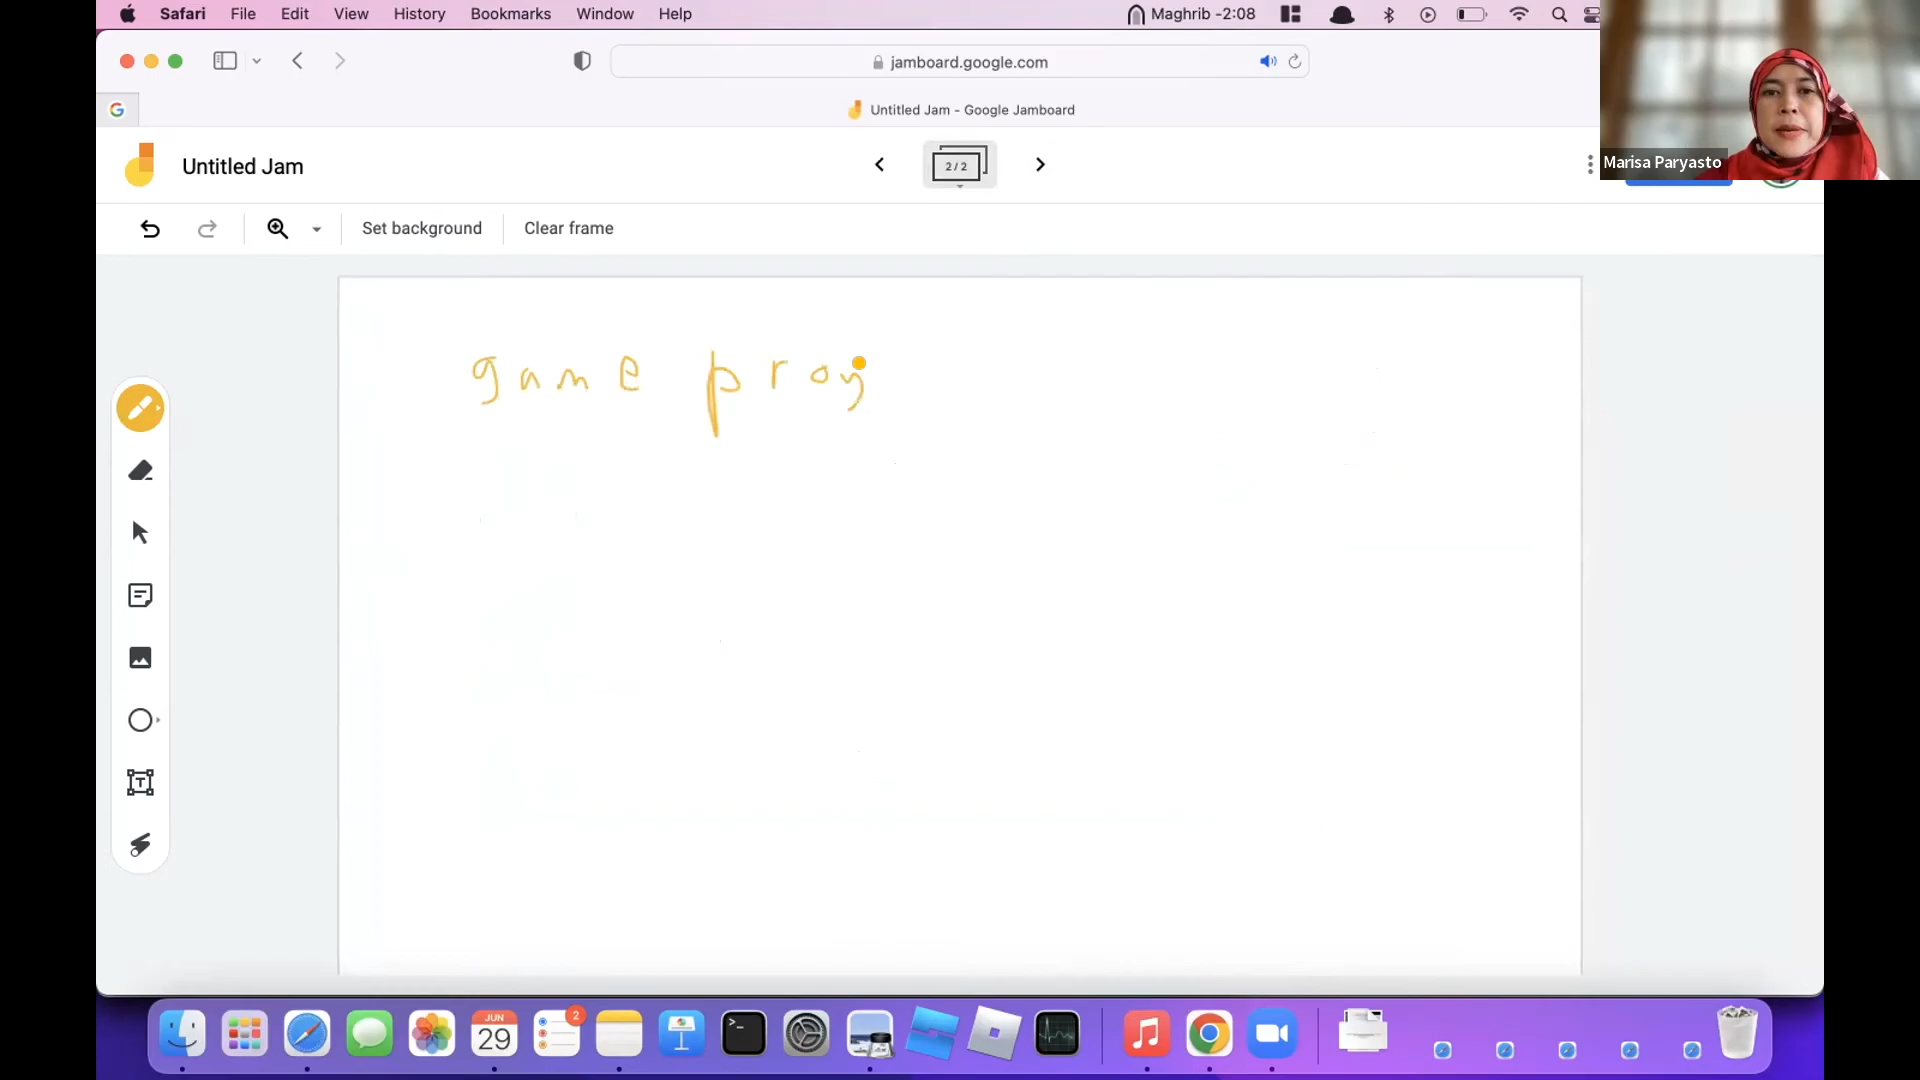 Safari File Edit View History Bookmarks Window Help Maghrib -2:08
jamboard.google.com
Untitled Jam - Google Jamboard
Untitled Jam
2 / 2
Marisa Paryasto
Set background Clear frame
game proj
JUN
29
2